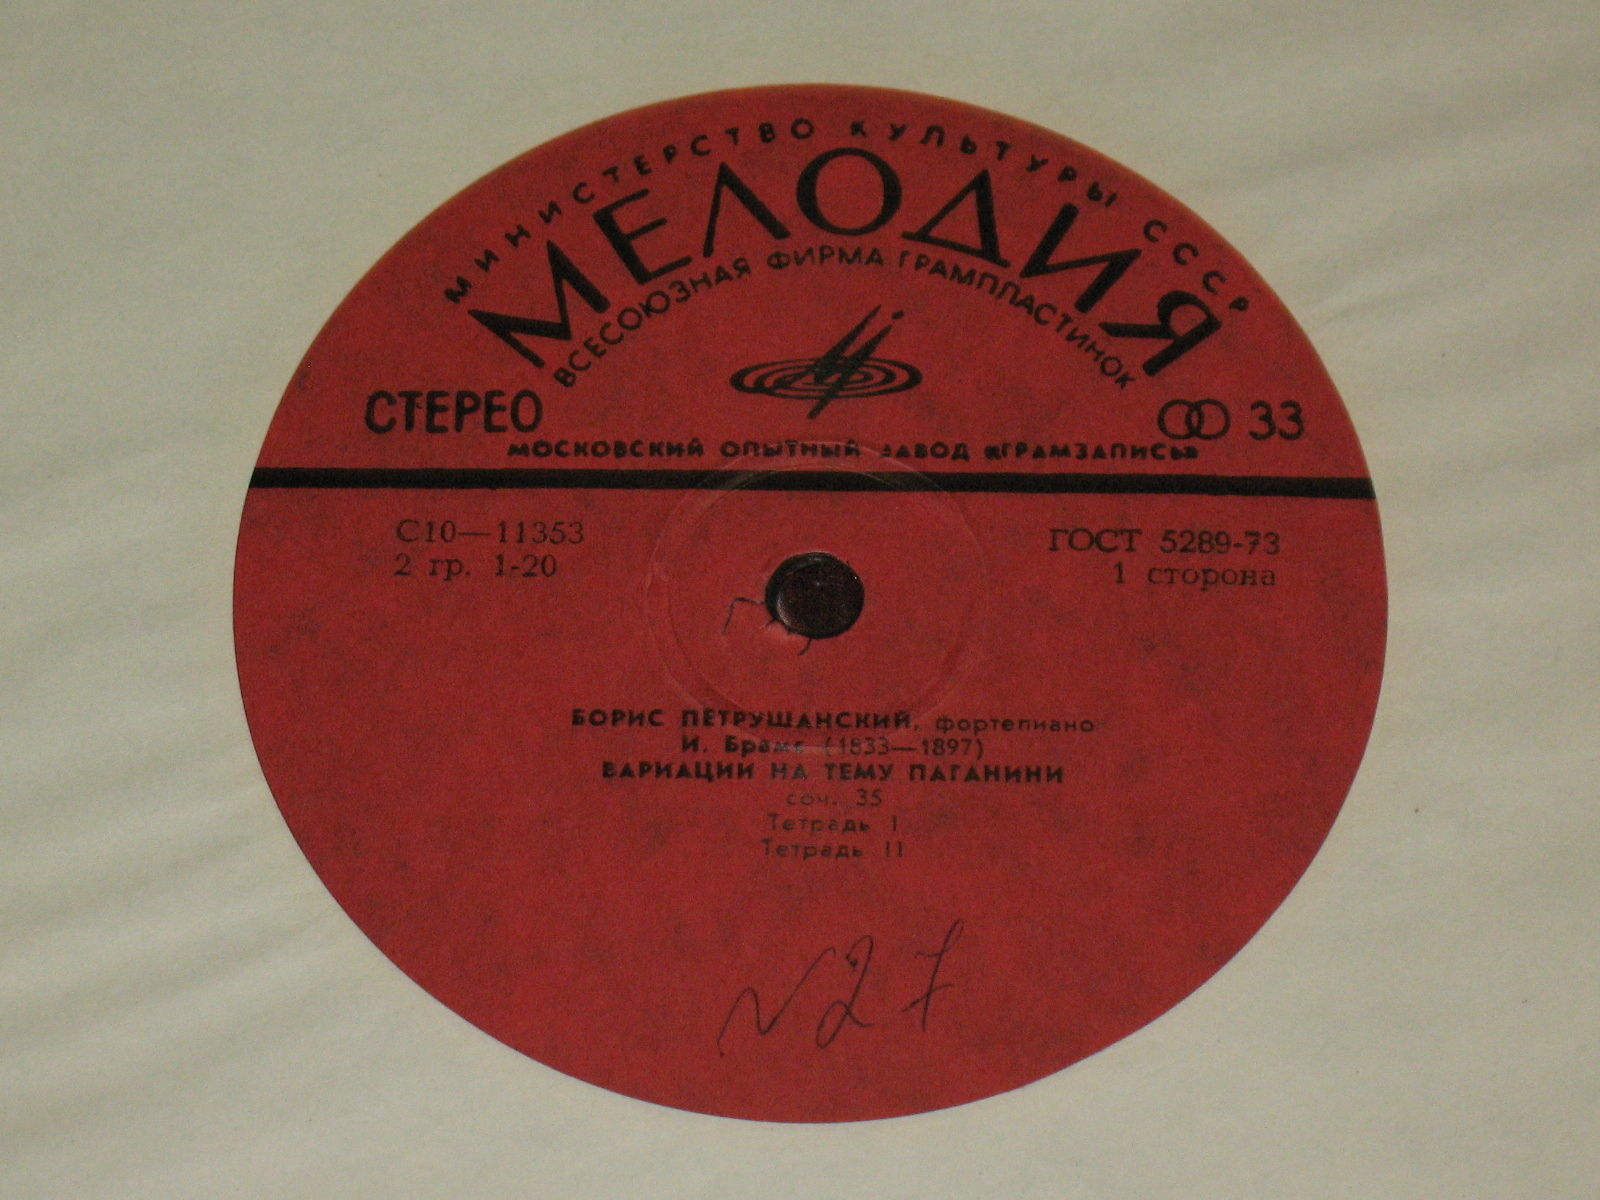 МИНИСТЕРСТВО КУЛЬТУРЫ СССР
МЕЛОДИЯ
ВСЕСОЮЗНАЯ ФИРМА ГРАМПЛАСТИНОК
СТЕРЕО 33
МОСКОВСКИЙ ОПЫТНЫЙ ЗАВОД «ГРАМЗАПИСЬ»
С10—11353 ГОСТ 5289-73
2 гр. 1-20 1 сторона
БОРИС ПЕТРУШАНСКИЙ, фортепиано
И. Брамс (1833—1897)
ВАРИАЦИИ НА ТЕМУ ПАГАНИНИ
соч. 35
Тетрадь I
Тетрадь II
N 27